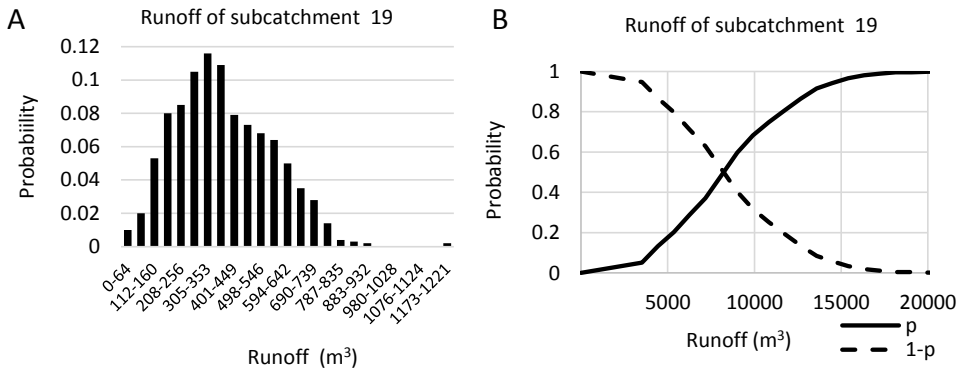 A
Runoff of subcatchment 19
Probabiility
0.12
0.1
0.08
0.06
0.04
0.02
0
0-64
112-160
208-256
305-353
401-449
498-546
594-642
690-739
787-835
883-932
980-1028
1076-1124
1173-1221
Runoff (m³)
B
Runoff of subcatchment 19
Probability
1
0.8
0.6
0.4
0.2
0
5000 10000 15000 20000
Runoff (m³)
p
1-p